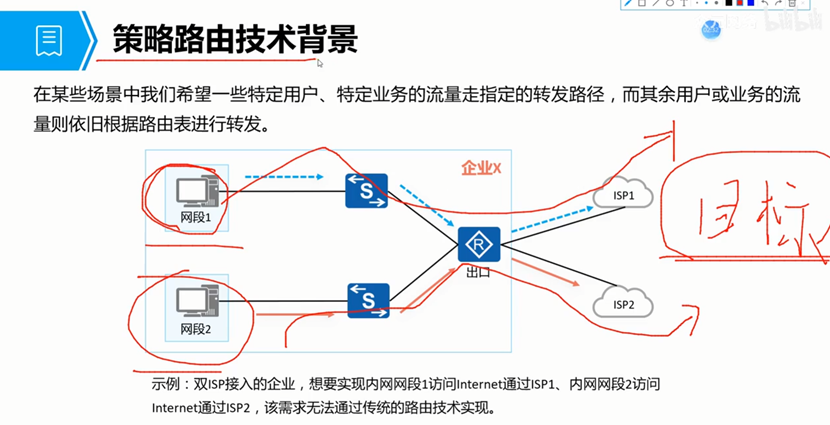 策略路由技术背景
在某些场景中我们希望一些特定用户、特定业务的流量走指定的转发路径，而其余用户或业务的流
量则依旧根据路由表进行转发。
企业X
网段1
S
ISP1
目标
R
出口
网段2
S
ISP2
示例：双ISP接入的企业，想要实现内网网段1访问Internet通过ISP1、内网网段2访问
Internet通过ISP2，该需求无法通过传统的路由技术实现。
bilibili